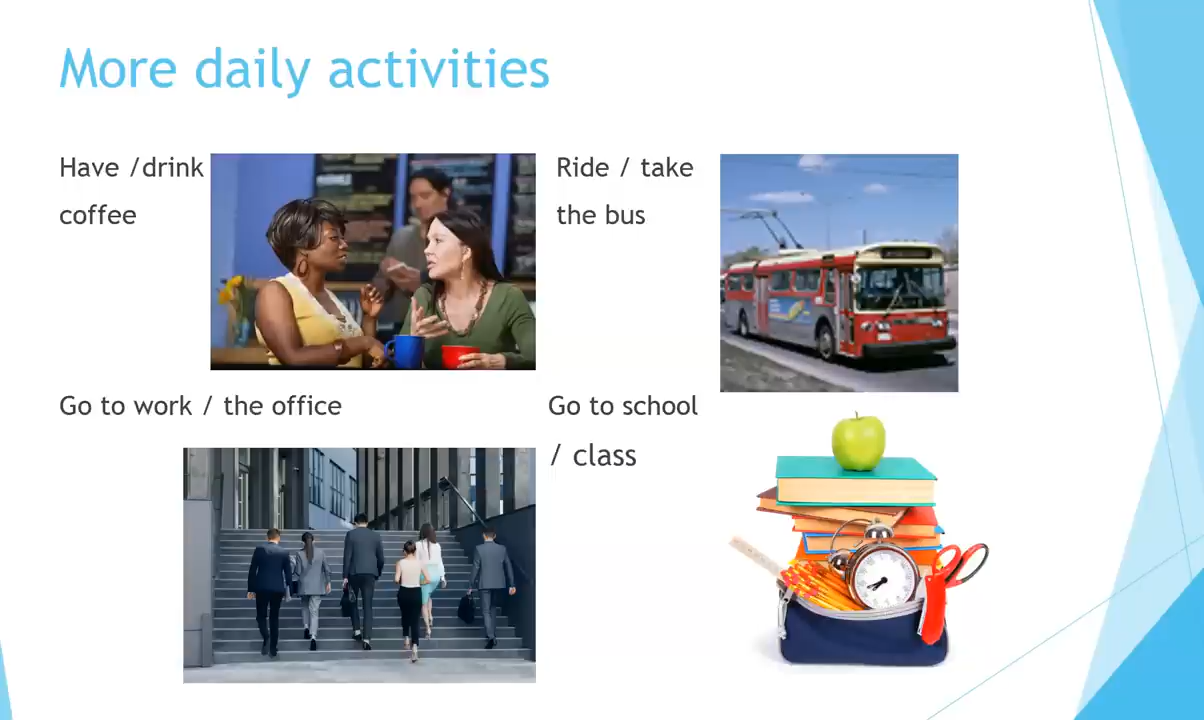 More daily activities
Have /drink
coffee
Ride / take
the bus
Go to work / the office
Go to school
/ class